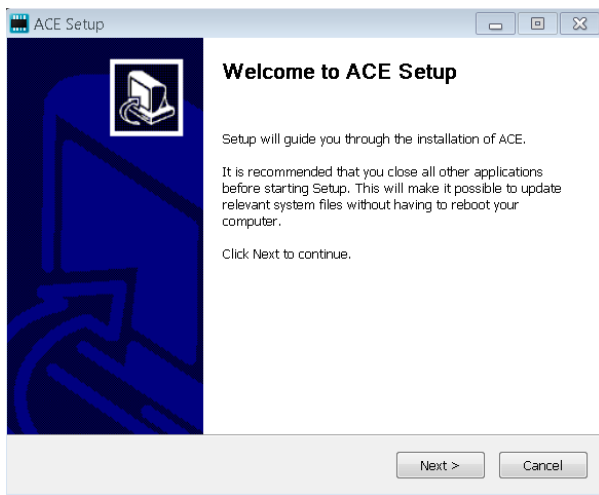 ACE Setup
Welcome to ACE Setup
Setup will guide you through the installation of ACE.
It is recommended that you close all other applications
before starting Setup. This will make it possible to update
relevant system files without having to reboot your
computer.
Click Next to continue.
Next >
Cancel